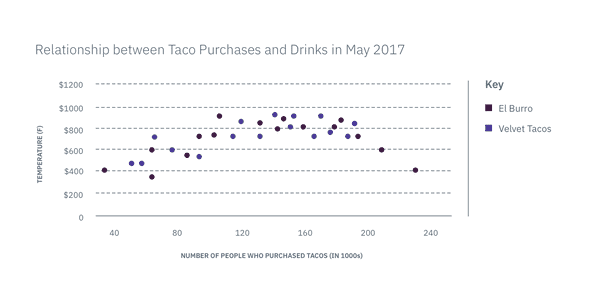 Relationship between Taco Purchases and Drinks in May 2017
$1200
$1000
$800
$600
$400
$200
0
TEMPERATURE (F)
40 80 120 160 200 240
NUMBER OF PEOPLE WHO PURCHASED TACOS (IN 1000s)
Key
El Burro
Velvet Tacos